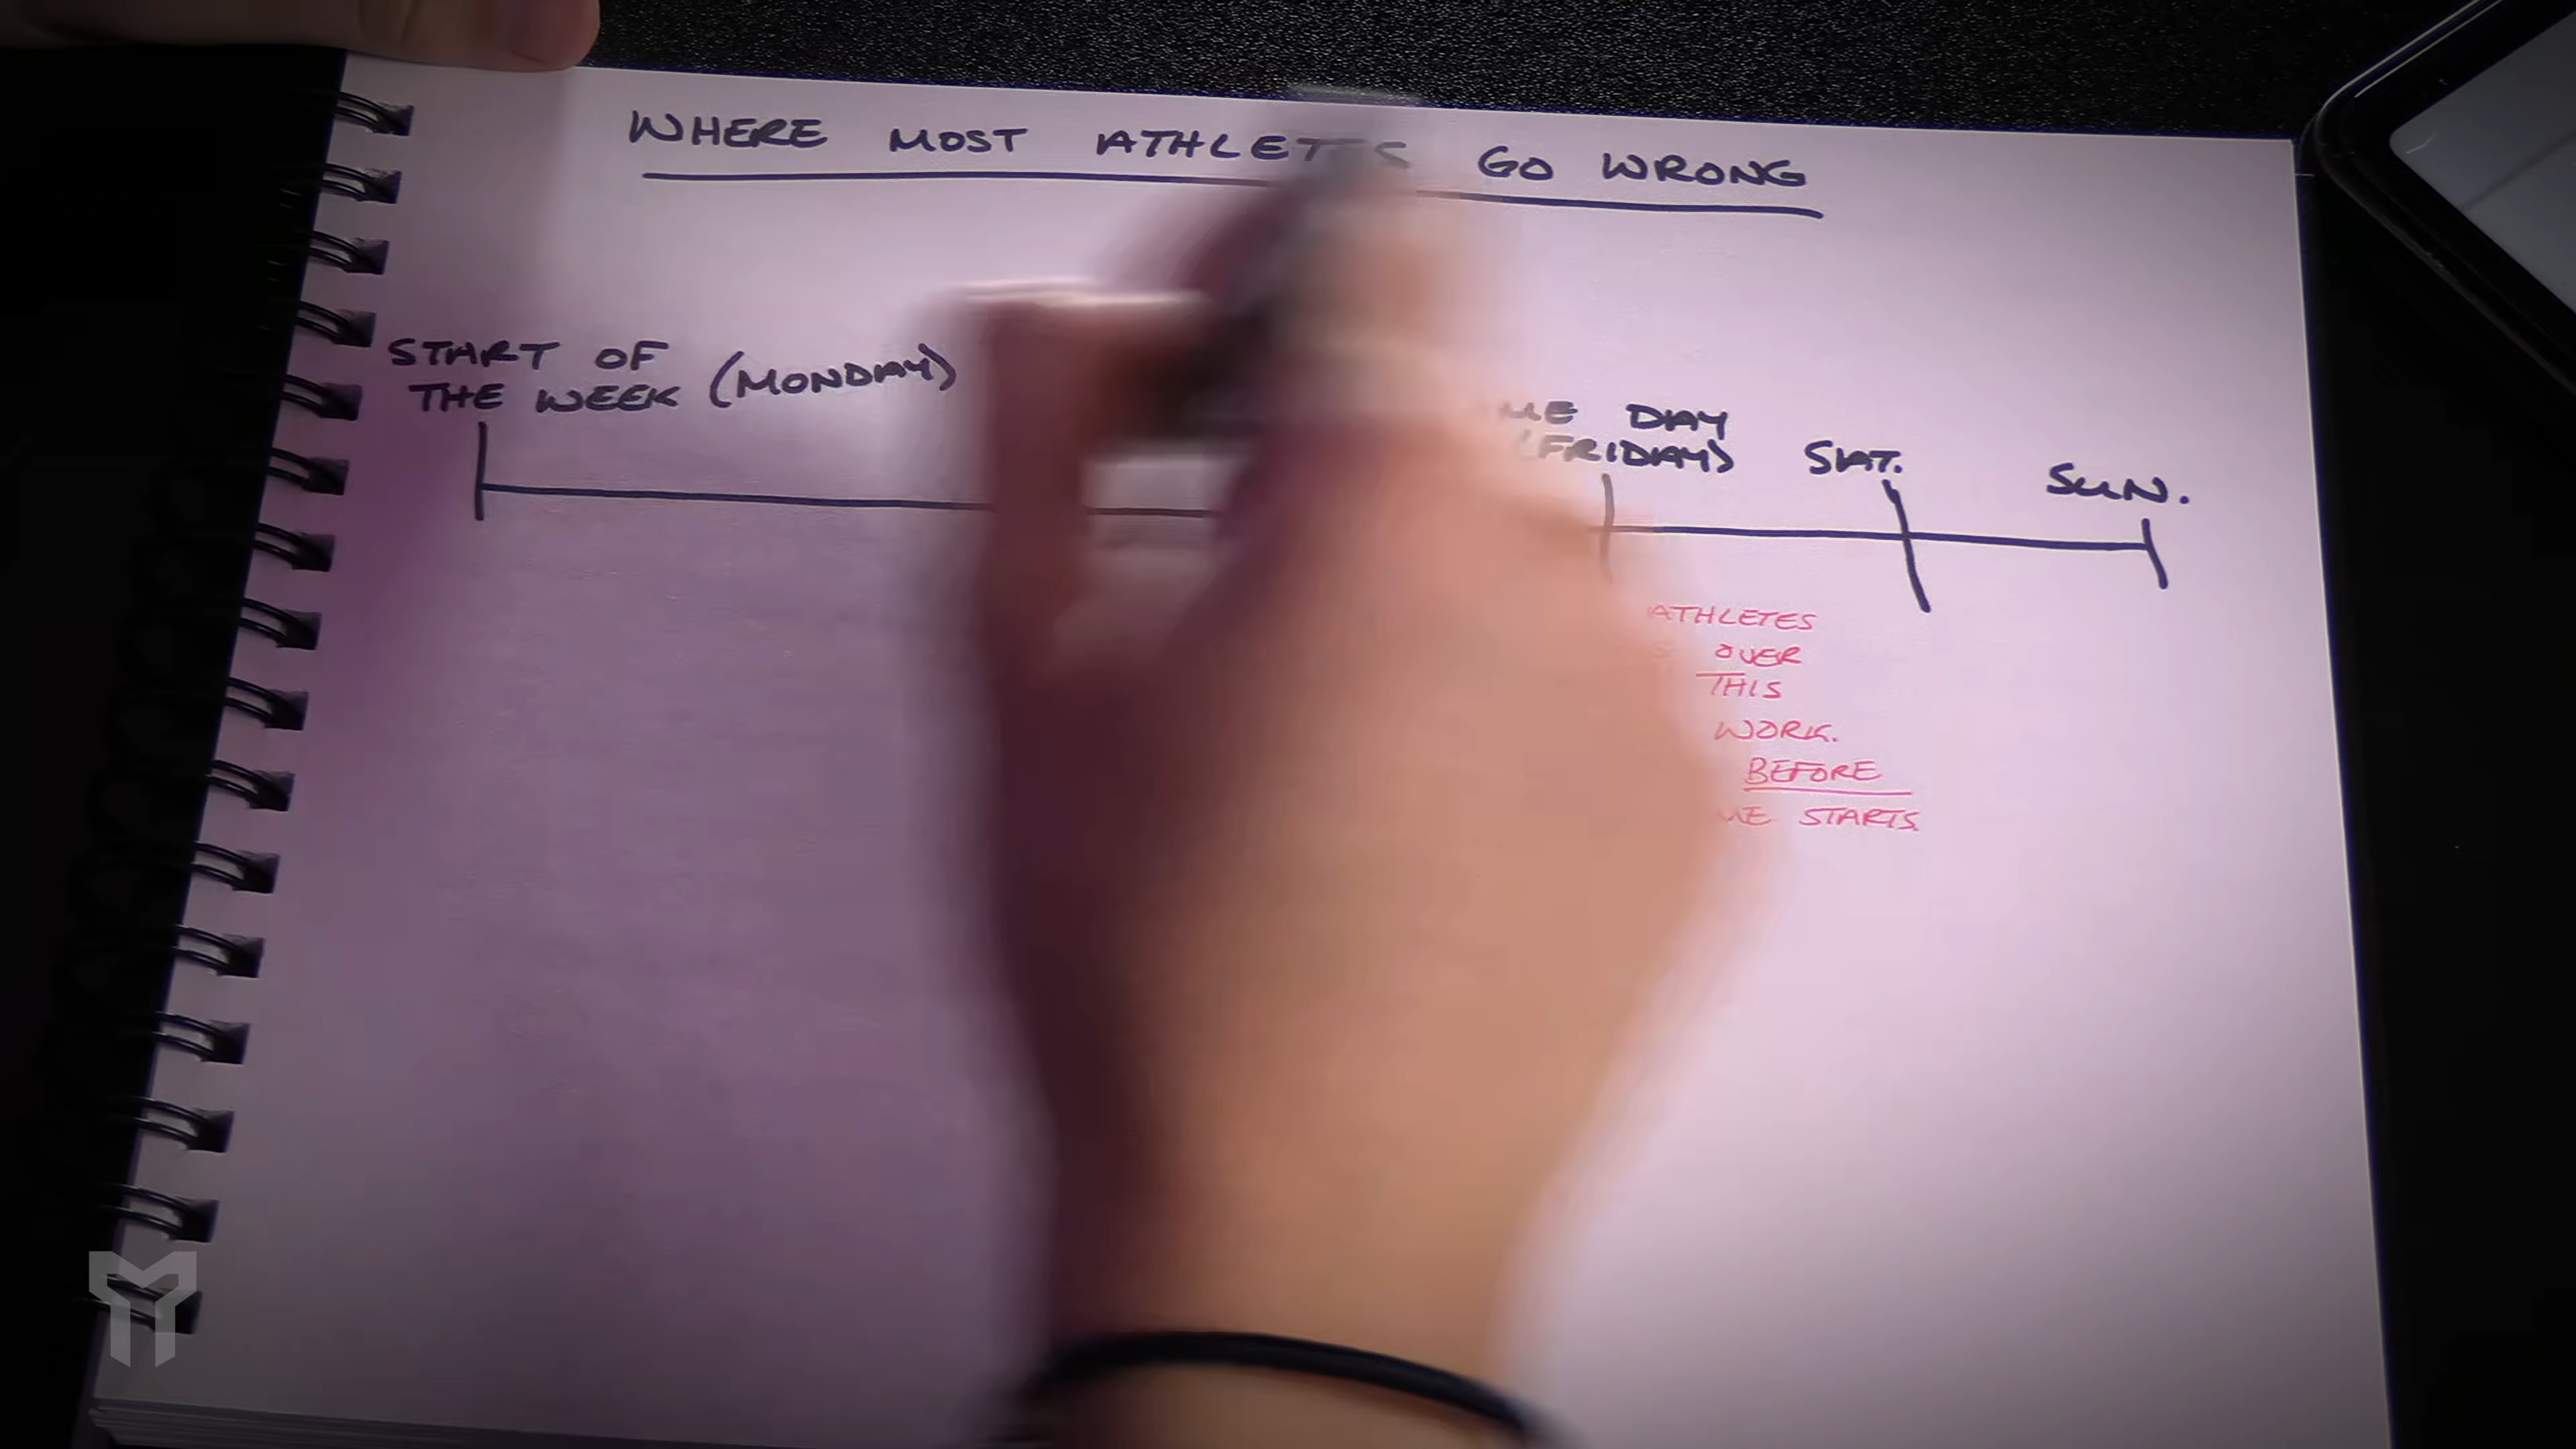 WHERE MOST ATHLETES GO WRONG
START OF
THE WEEK (MONDAY)
DAY
(FRIDAY)
SAT.
SUN.
ATHLETES
OVER
THIS
WORK.
BEFORE
STARTS.